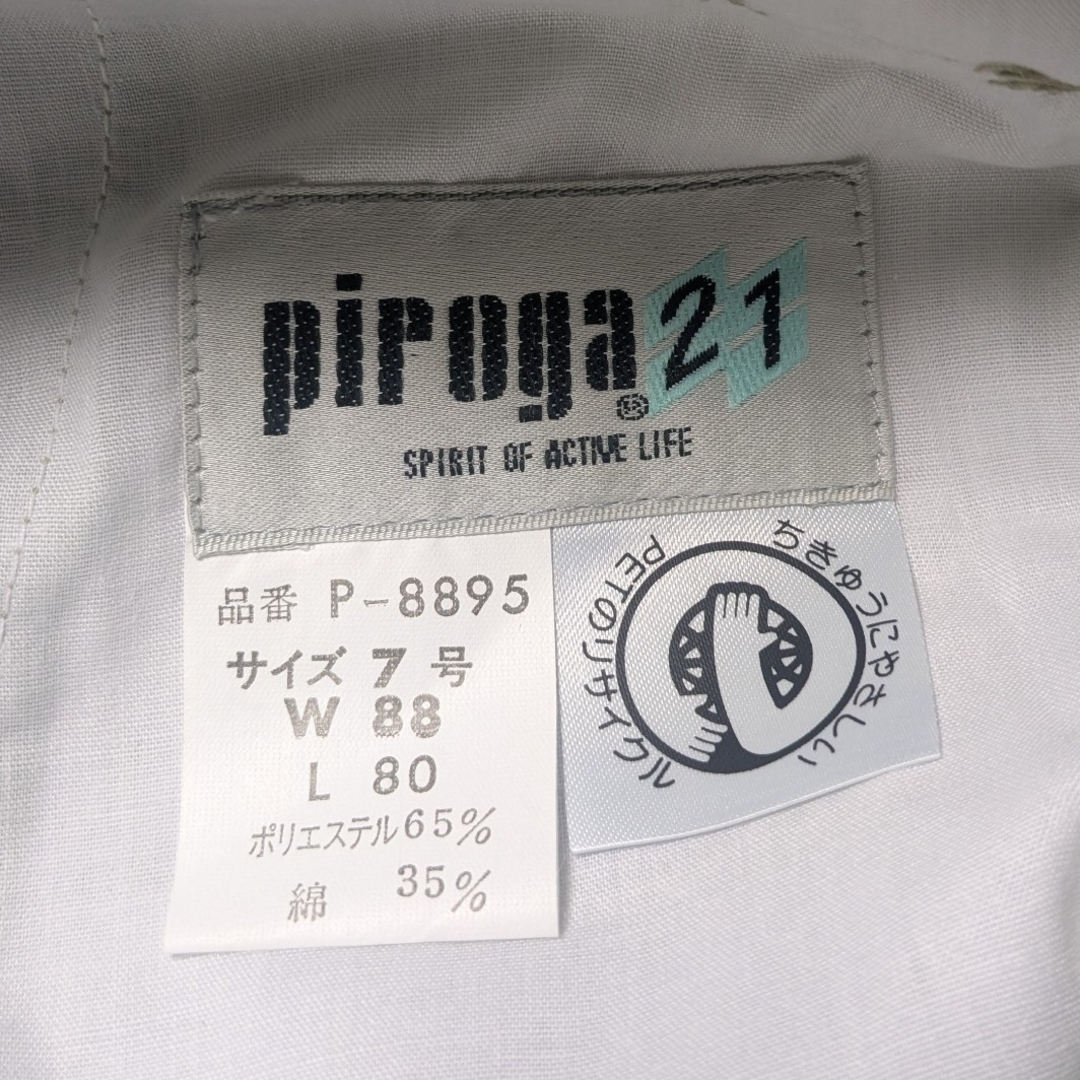 piroga21
®
SPIRIT OF ACTIVE LIFE
品番 P-8895
サイズ 7 号
W 88
L 80
ポリエステル65%
綿 35%
PETのリサイクル
ちきゅうにやさしい